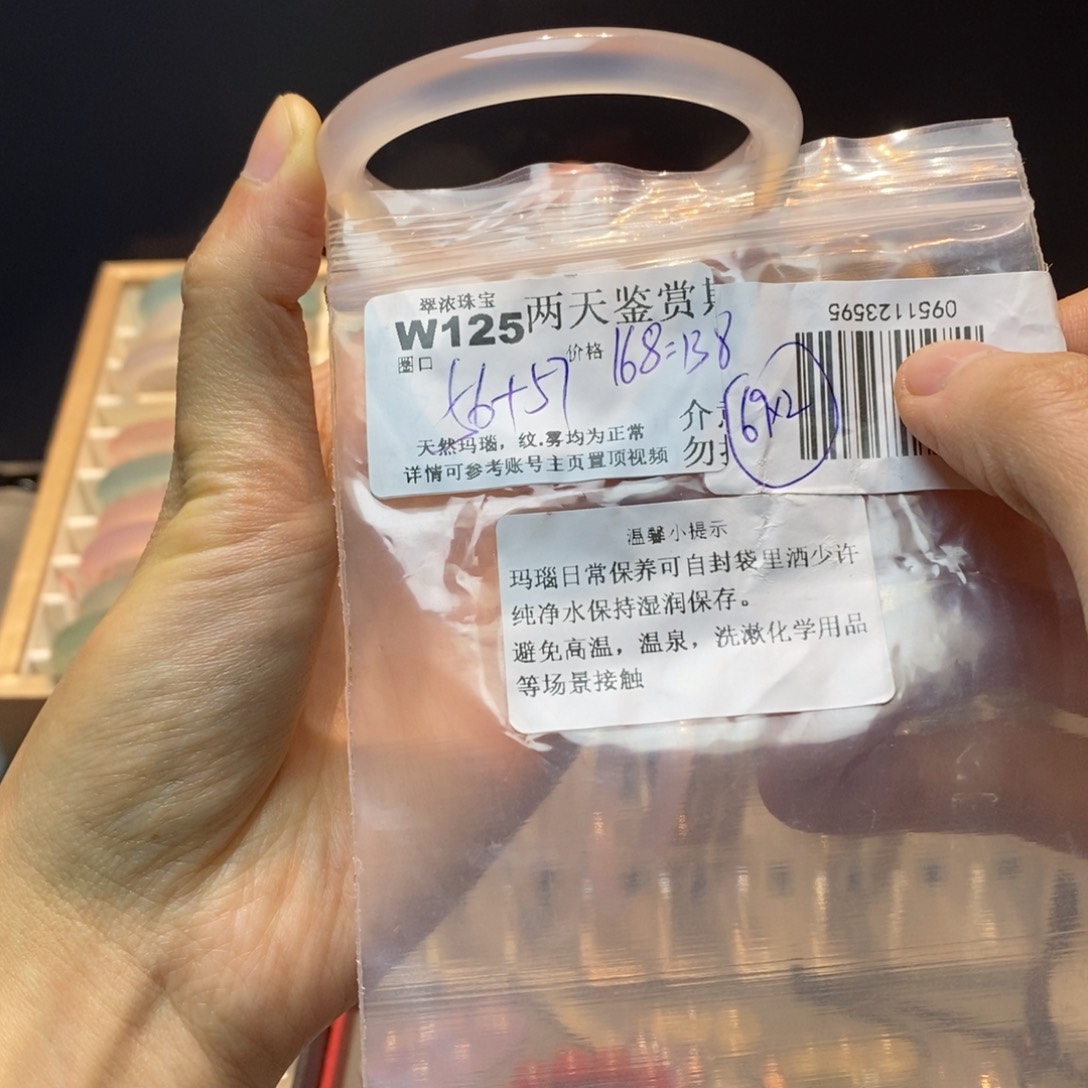 翠浓珠宝
W125两天鉴赏
圈口 56+57 价格 168=138
天然玛瑙，纹.雾均为正常
详情可参考账号主页置顶视频
介
勿
69x2
0951123595
温馨小提示
玛瑙日常保养可自封袋里洒少许
纯净水保持湿润保存。
避免高温，温泉，洗漱化学用品
等场景接触